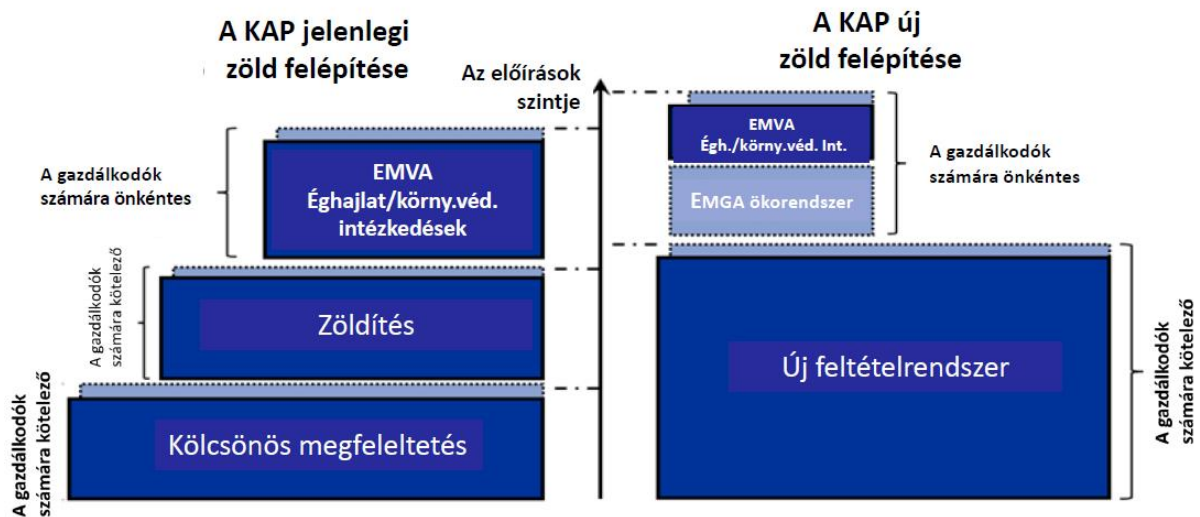 A KAP jelenlegi
zöld felépítése
A KAP új
zöld felépítése
Az előírások
szintje
A gazdálkodók
számára önkéntes
EMVA
Éghajlat/körny.véd.
intézkedések
A gazdálkodók
számára kötelező
Zöldítés
A gazdálkodók
számára kötelező
Kölcsönös megfeleltetés
EMVA
Égh./körny.véd. Int.
EMGA ökorendszer
A gazdálkodók
számára önkéntes
Új feltételrendszer
A gazdálkodók
számára kötelező